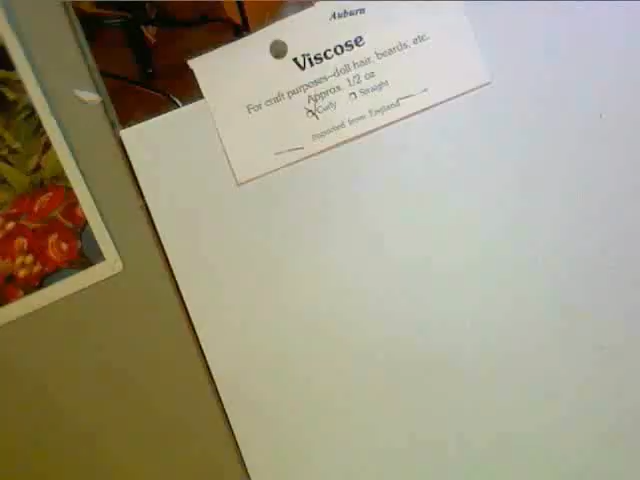 Auburn
Viscose
For craft purposes--doll hair, beards, etc.
Approx. 1/2 oz
Curly Straight
Imported from England